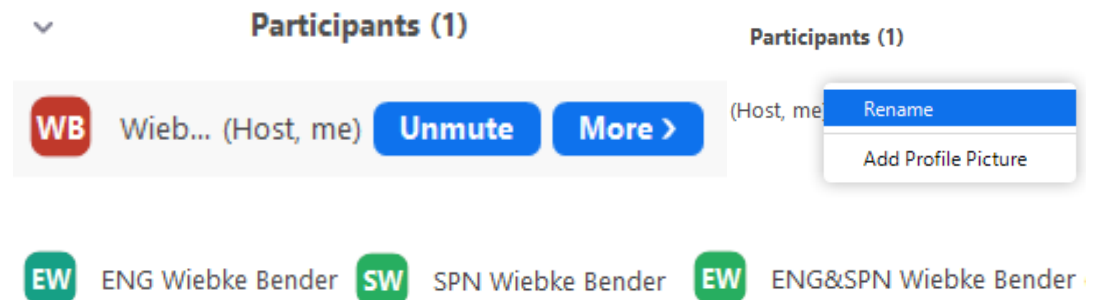 Participants (1)
WB Wieb... (Host, me) Unmute More >
Participants (1)
(Host, me)
Rename
Add Profile Picture
EW ENG Wiebke Bender
SW SPN Wiebke Bender
EW ENG&SPN Wiebke Bender